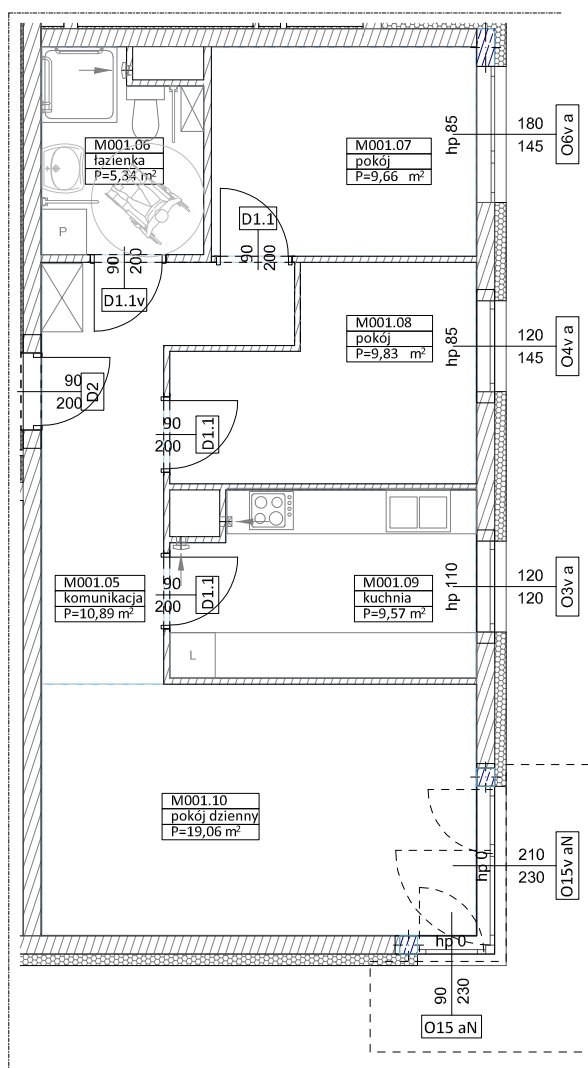 M001.06
łazienka
P=5,34 m²
P
M001.07
pokój
P=9,66 m²
hp 85
180
145
O6v a
D1.1
90
200
90
200
D1.1v
M001.08
pokój
P=9,83 m²
hp 85
120
145
O4v a
90
200
D2
90
200
D1.1
M001.05
komunikacja
P=10,89 m²
90
200
D1.1
M001.09
kuchnia
P=9,57 m²
hp 110
120
120
O3v a
L
M001.10
pokój dzienny
P=19,06 m²
hp 0
210
230
O15v aN
hp 0
90
230
O15 aN